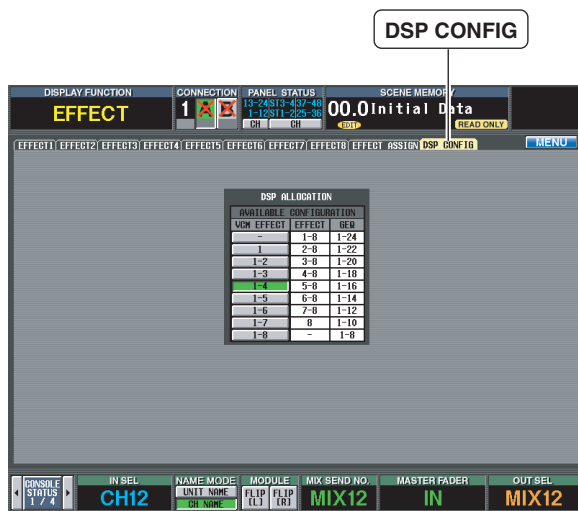 DSP CONFIG
DISPLAY FUNCTION
EFFECT
CONNECTION
1
PANEL STATUS
13-24 ST3-4 37-48
1-12 ST1-2 25-36
CH CH
SCENE MEMORY
00.0 Initial Data
EDIT
READ ONLY
EFFECT1 EFFECT2 EFFECT3 EFFECT4 EFFECT5 EFFECT6 EFFECT7 EFFECT8 EFFECT ASSIGN DSP CONFIG MENU
DSP ALLOCATION
AVAILABLE CONFIGURATION
VCM EFFECT EFFECT GEQ
- 1-8 1-24
1 2-8 1-22
1-2 3-8 1-20
1-3 4-8 1-18
1-4 5-8 1-16
1-5 6-8 1-14
1-6 7-8 1-12
1-7 8 1-10
1-8 - 1-8
CONSOLE STATUS
1 / 4
IN SEL
CH12
NAME MODE
UNIT NAME
CH NAME
MODULE
FLIP [L] FLIP [R]
MIX SEND NO.
MIX12
MASTER FADER
IN
OUT SEL
MIX12